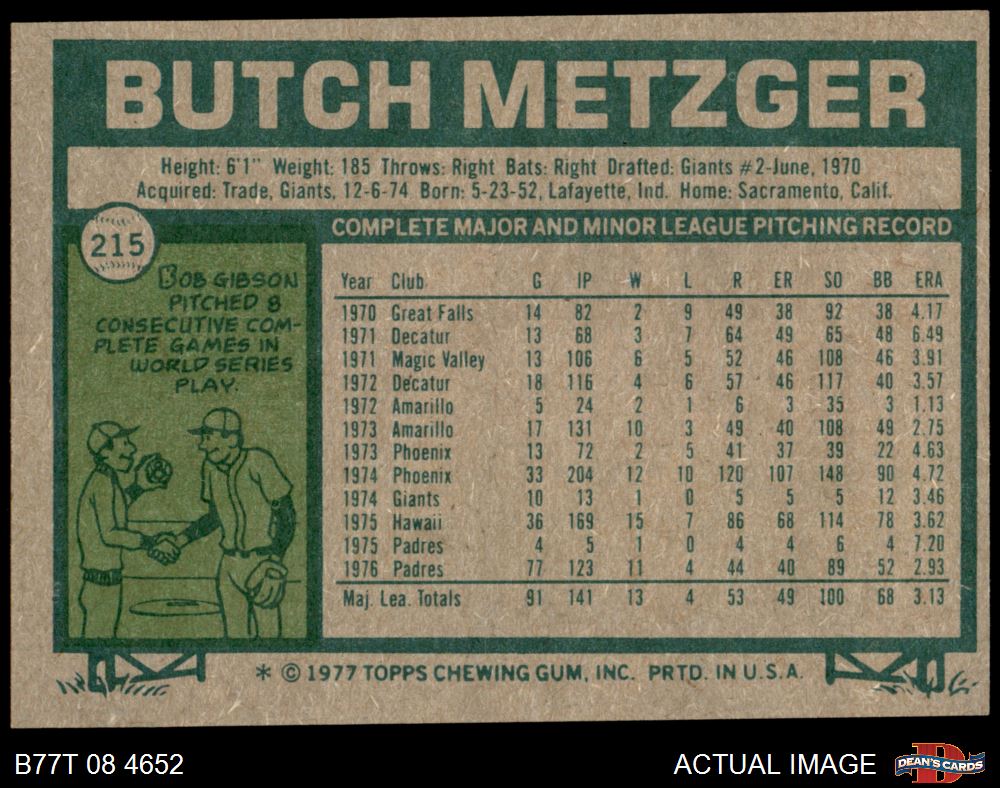 BUTCH METZGER
Height: 6'1" Weight: 185 Throws: Right Bats: Right Drafted: Giants #2-June, 1970
Acquired: Trade, Giants, 12-6-74 Born: 5-23-52, Lafayette, Ind. Home: Sacramento, Calif.
215
BOB GIBSON
PITCHED 8
CONSECUTIVE COM-
PLETE GAMES IN
WORLD SERIES
PLAY.
COMPLETE MAJOR AND MINOR LEAGUE PITCHING RECORD
Year Club G IP W L R ER SO BB ERA
1970 Great Falls 14 82 2 9 49 38 92 38 4.17
1971 Decatur 13 68 3 7 64 49 65 48 6.49
1971 Magic Valley 13 106 6 5 52 46 108 46 3.91
1972 Decatur 18 116 4 6 57 46 117 40 3.57
1972 Amarillo 5 24 2 1 6 3 35 3 1.13
1973 Amarillo 17 131 10 3 49 40 108 49 2.75
1973 Phoenix 13 72 2 5 41 37 39 22 4.63
1974 Phoenix 33 204 12 10 120 107 148 90 4.72
1974 Giants 10 13 1 0 5 5 5 12 3.46
1975 Hawaii 36 169 15 7 86 68 114 78 3.62
1975 Padres 4 5 1 0 4 4 6 4 7.20
1976 Padres 77 123 11 4 44 40 89 52 2.93
Maj. Lea. Totals 91 141 13 4 53 49 100 68 3.13
* © 1977 TOPPS CHEWING GUM, INC. PRTD. IN U.S.A.
B77T 08 4652
ACTUAL IMAGE
DEAN'S CARDS